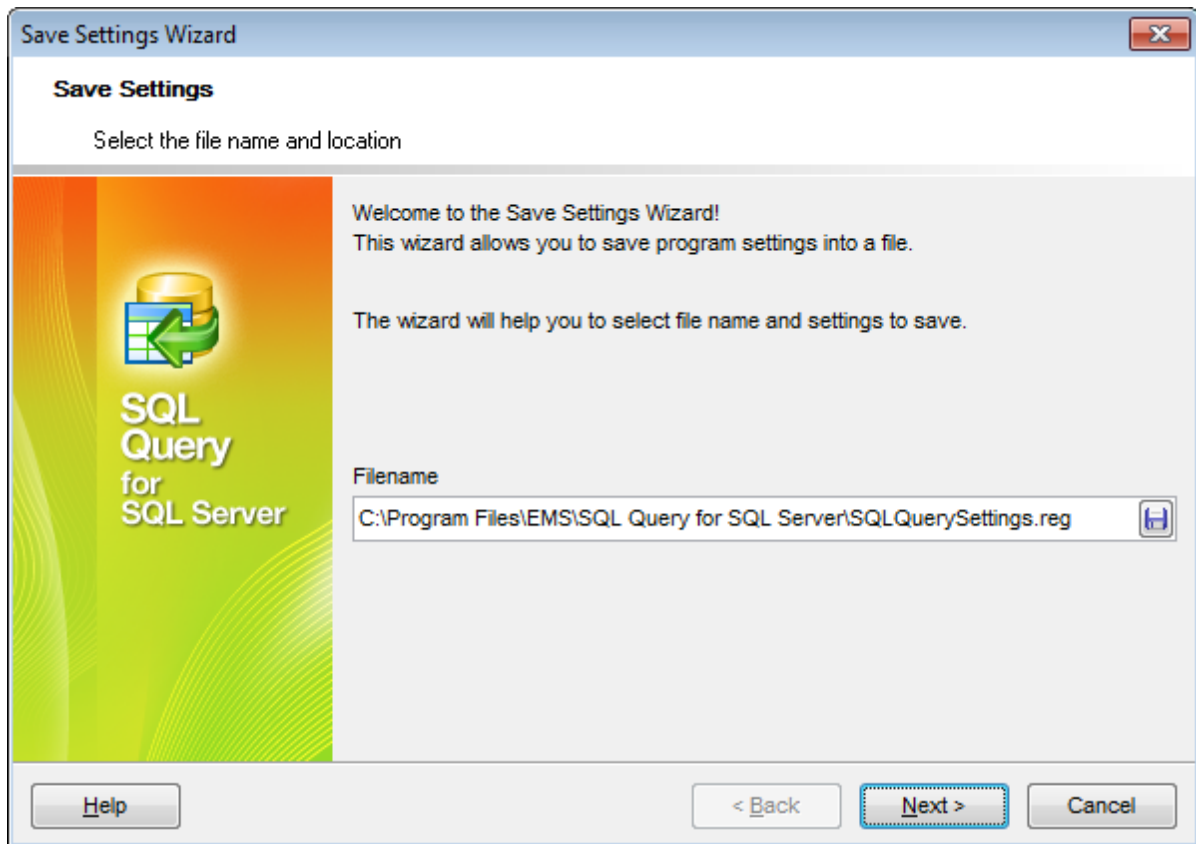 Save Settings Wizard
Save Settings
Select the file name and location
Welcome to the Save Settings Wizard!
This wizard allows you to save program settings into a file.
The wizard will help you to select file name and settings to save.
SQL
Query
for
SQL Server
Filename
C:\Program Files\EMS\SQL Query for SQL Server\SQLQuerySettings.reg
Help
< Back
Next >
Cancel